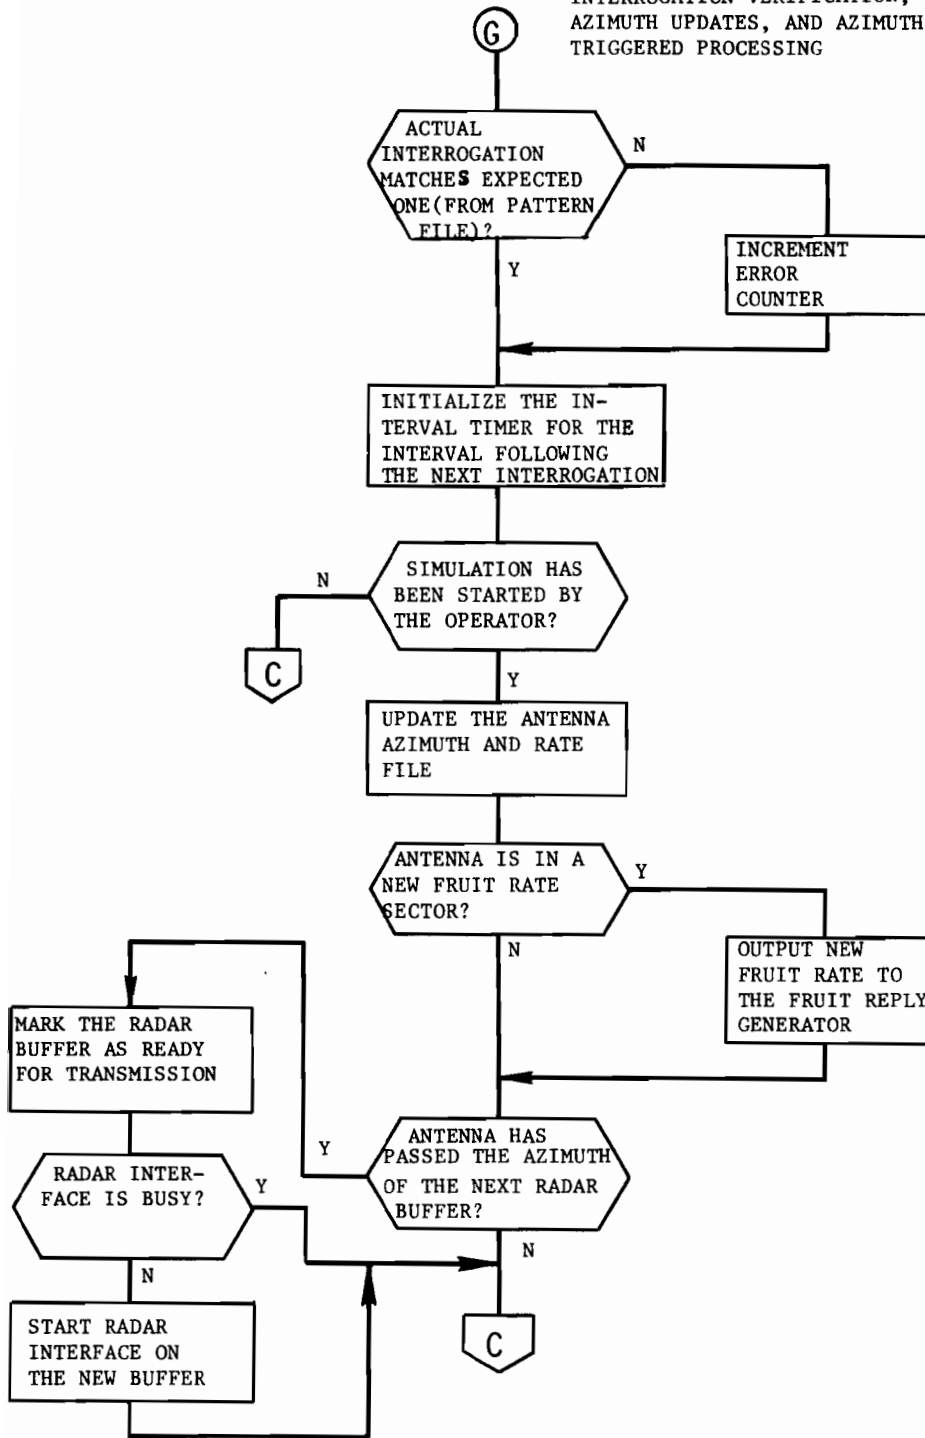 INTERROGATION VERIFICATION,
AZIMUTH UPDATES, AND AZIMUTH
TRIGGERED PROCESSING
G
ACTUAL
INTERROGATION
MATCHES EXPECTED
ONE(FROM PATTERN
FILE)?
N
Y
INCREMENT
ERROR
COUNTER
INITIALIZE THE IN-
TERVAL TIMER FOR THE
INTERVAL FOLLOWING
THE NEXT INTERROGATION
SIMULATION HAS
BEEN STARTED BY
THE OPERATOR?
N
C
Y
UPDATE THE ANTENNA
AZIMUTH AND RATE
FILE
ANTENNA IS IN A
NEW FRUIT RATE
SECTOR?
Y
N
OUTPUT NEW
FRUIT RATE TO
THE FRUIT REPLY
GENERATOR
MARK THE RADAR
BUFFER AS READY
FOR TRANSMISSION
ANTENNA HAS
PASSED THE AZIMUTH
OF THE NEXT RADAR
BUFFER?
Y
N
RADAR INTER-
FACE IS BUSY?
Y
N
START RADAR
INTERFACE ON
THE NEW BUFFER
C